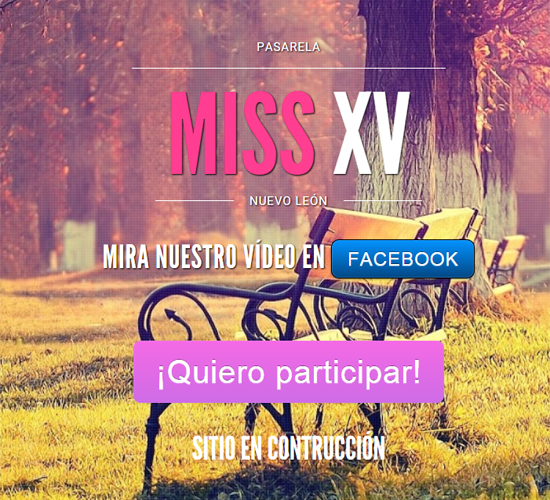 PASARELA
MISS XV
NUEVO LEÓN
MIRA NUESTRO VÍDEO EN FACEBOOK
¡Quiero participar!
SITIO EN CONTRUCCIÓN